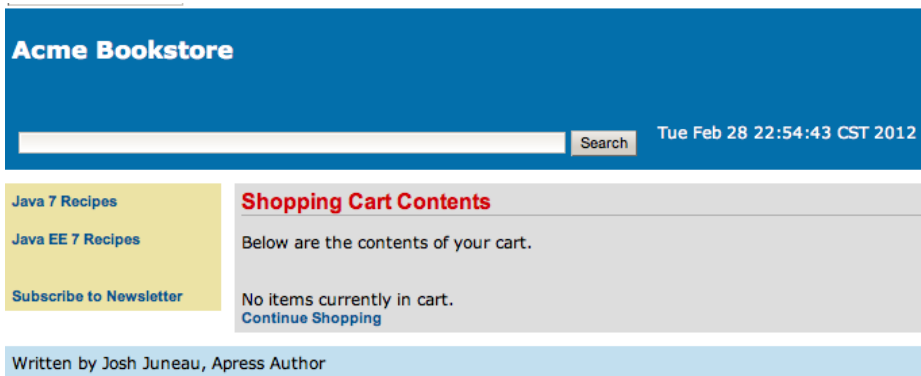 Acme Bookstore
Search
Tue Feb 28 22:54:43 CST 2012
Java 7 Recipes
Java EE 7 Recipes
Subscribe to Newsletter
Shopping Cart Contents
Below are the contents of your cart.
No items currently in cart.
Continue Shopping
Written by Josh Juneau, Apress Author